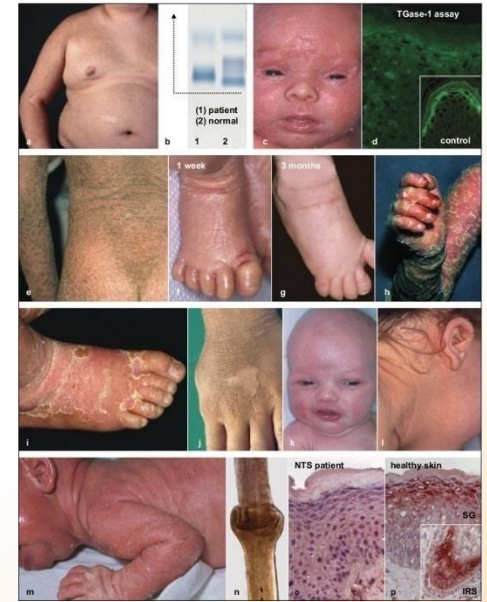 TGase-1 assay
(1) patient
(2) normal
1 2
a
b
c
d
control
1 week
3 months
e
g
h
i
j
k
l
NTS patient
healthy skin
SG
m
n
o
p
IRS